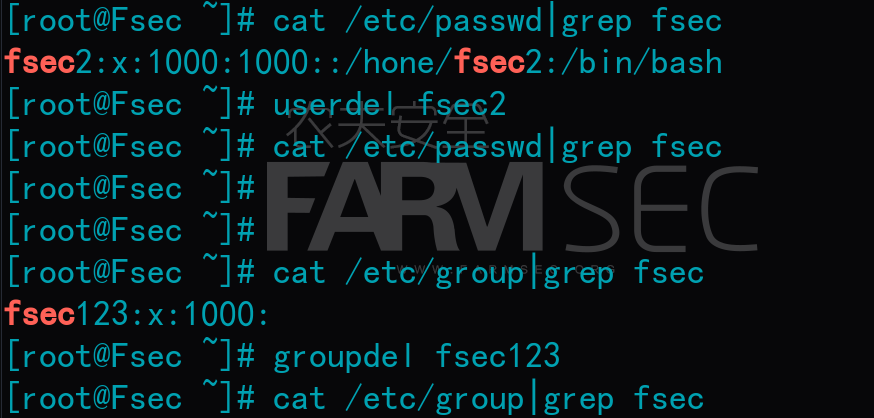 [root@Fsec ~]# cat /etc/passwd|grep fsec
fsec2:x:1000:1000::/hone/fsec2:/bin/bash
[root@Fsec ~]# userdel fsec2
农夫安全
[root@Fsec ~]# cat /etc/passwd|grep fsec
[root@Fsec ~]#
FARMSEC
[root@Fsec ~]#
[root@Fsec ~]# cat /etc/group|grep fsec
WWW.FARMSEC.ORG
fsec123:x:1000:
[root@Fsec ~]# groupdel fsec123
[root@Fsec ~]# cat /etc/group|grep fsec